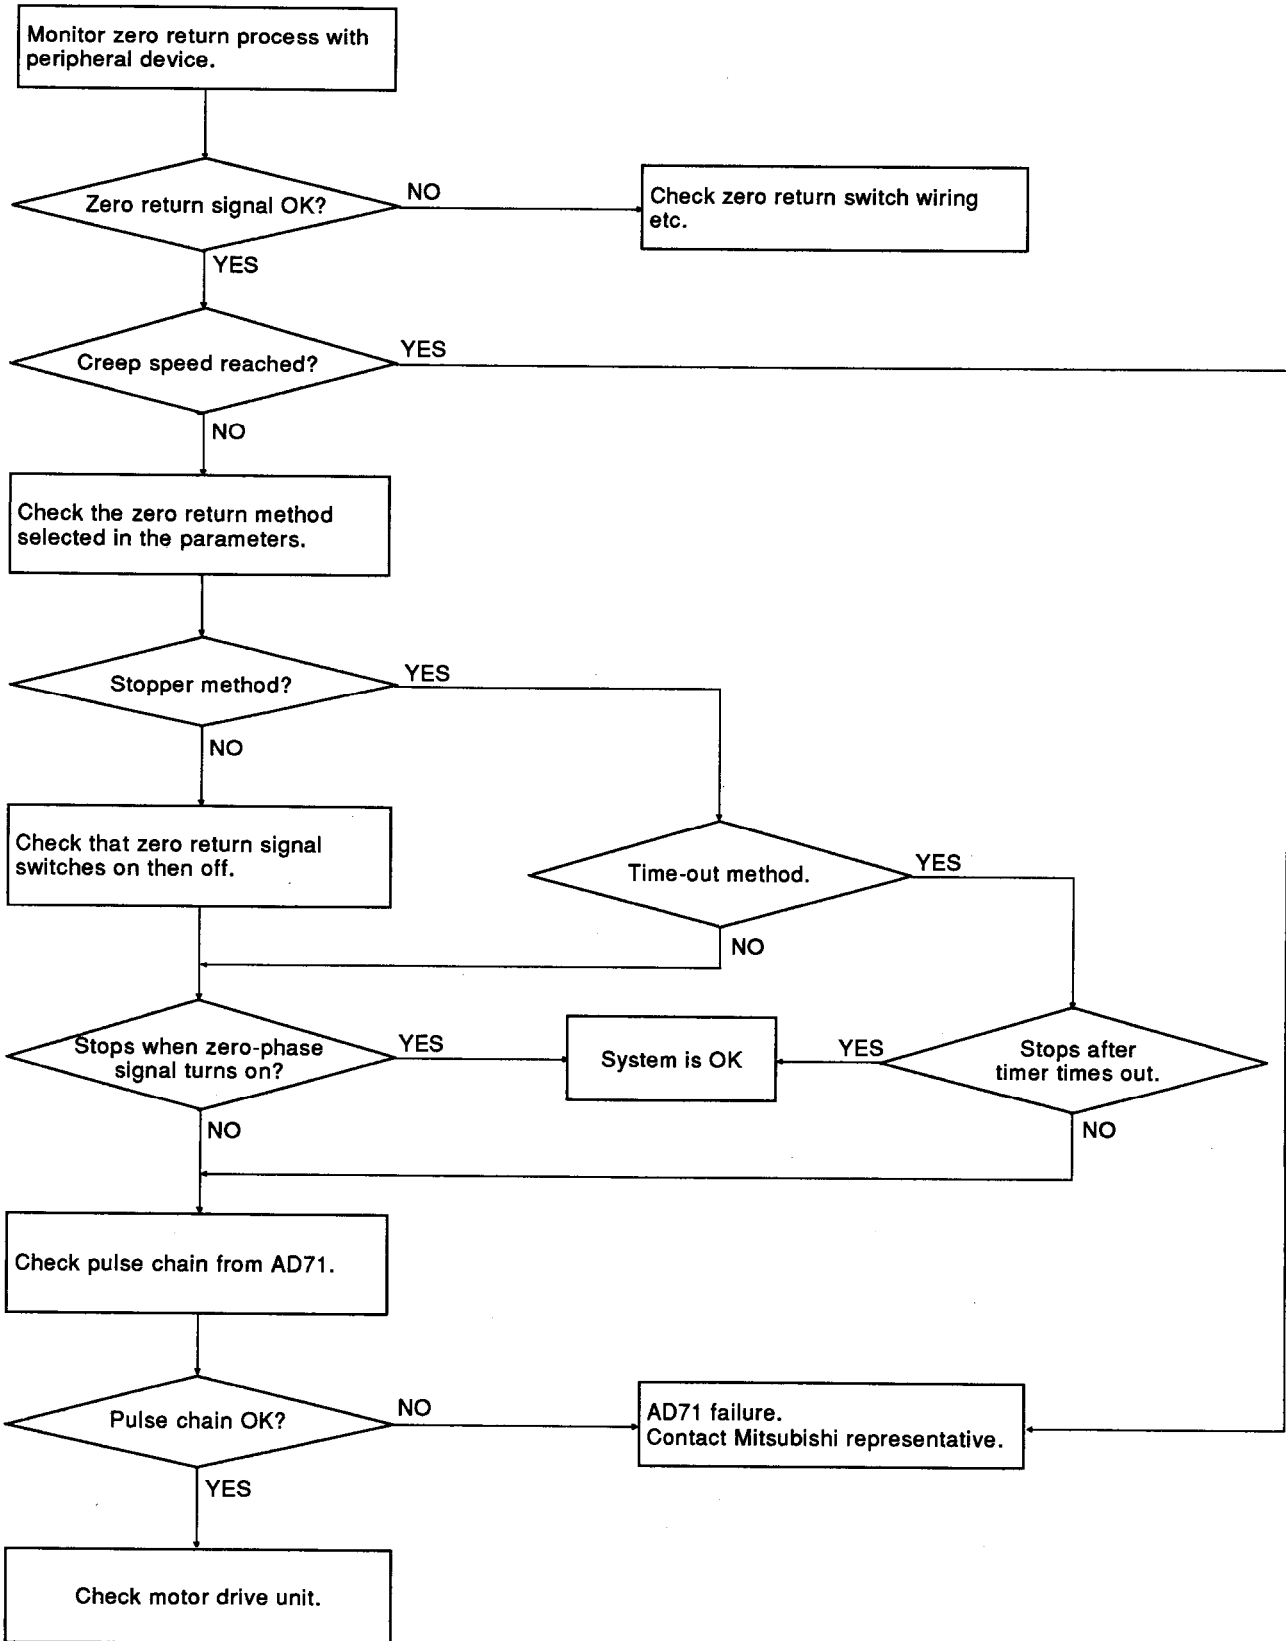 Monitor zero return process with
peripheral device.
Zero return signal OK?
NO
Check zero return switch wiring
etc.
YES
Creep speed reached?
YES
NO
Check the zero return method
selected in the parameters.
Stopper method?
YES
NO
Check that zero return signal
switches on then off.
Time-out method.
YES
NO
Stops when zero-phase
signal turns on?
YES
System is OK
YES
Stops after
timer times out.
NO
NO
Check pulse chain from AD71.
Pulse chain OK?
NO
AD71 failure.
Contact Mitsubishi representative.
YES
Check motor drive unit.